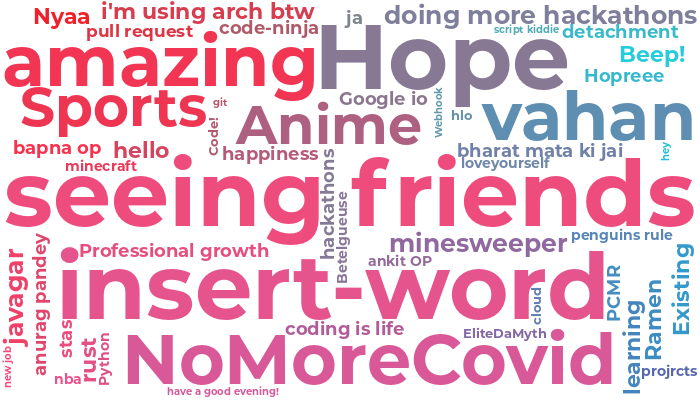 Nyaa
i'm using arch btw
ja
doing more hackathons
pull request
code-ninja
script kiddie
detachment
amazing
Hope
Beep!
Hopreee
Sports
git
Google io
Webhook
vahan
Code!
Anime
hlo
bapna op
hello
happiness
bharat mata ki jai
hey
minecraft
loveyourself
seeing friends
hackathons
Betelgueuse
Professional growth
minesweeper
penguins rule
javagar
anurag pandey
ankit OP
insert-word
cloud
PCMR
Ramen
Existing
learning
stas
coding is life
EliteDaMyth
new job
nba
rust
Python
NoMoreCovid
projrcts
have a good evening!